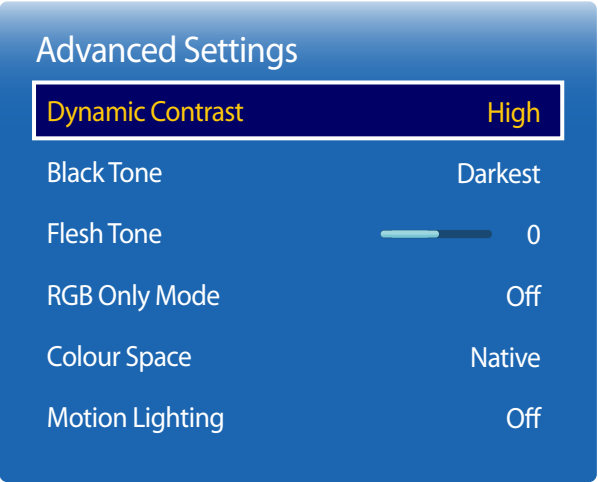 Advanced Settings
Dynamic Contrast High
Black Tone Darkest
Flesh Tone 0
RGB Only Mode Off
Colour Space Native
Motion Lighting Off